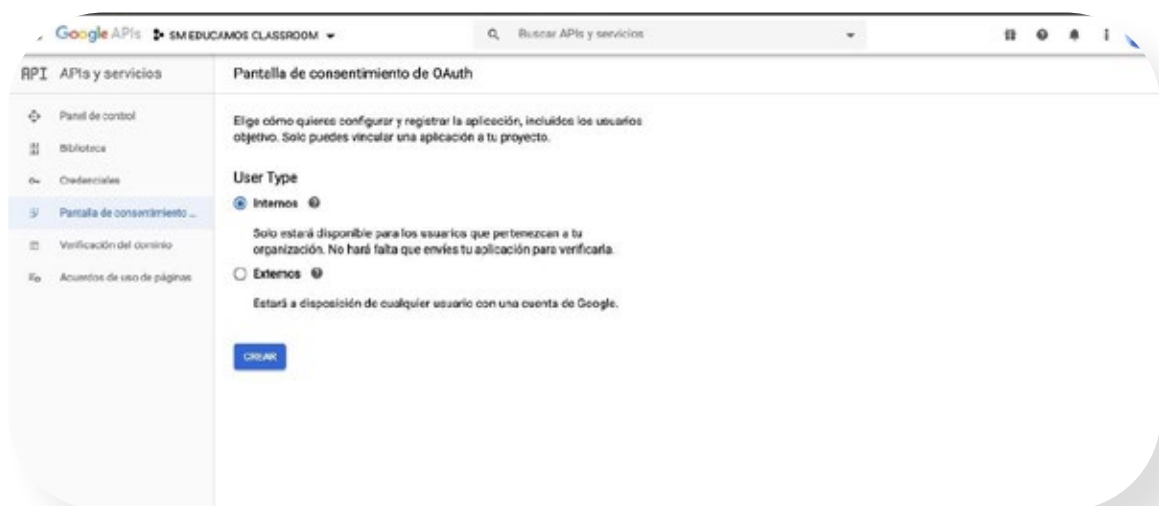 Google APIs SM EDUCAMOS CLASSROOM
Buscar APIs y servicios
API APIs y servicios
Pantalla de consentimiento de OAuth
Panel de control
Biblioteca
Credenciales
Pantalla de consentimiento ...
Verificación del dominio
Acuerdos de uso de páginas
Elige cómo quieres configurar y registrar la aplicación, incluidos los usuarios
objetivo. Solo puedes vincular una aplicación a tu proyecto.
User Type
Internos
Solo estará disponible para los usuarios que pertenezcan a tu
organización. No hará falta que envíes tu aplicación para verificarla.
Externos
Estará a disposición de cualquier usuario con una cuenta de Google.
CREAR